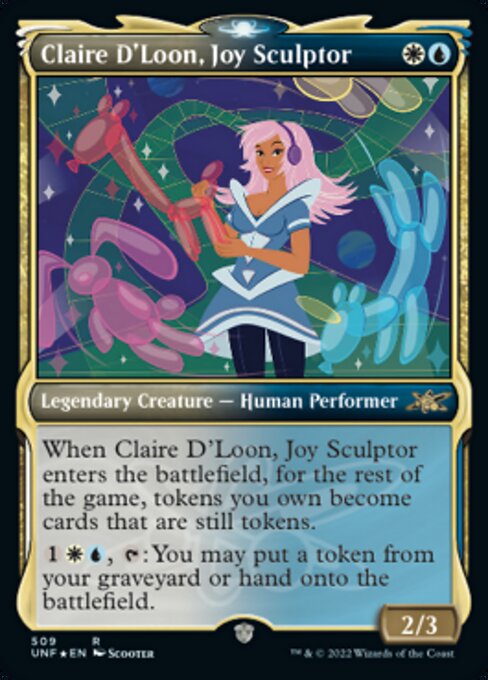 Claire D'Loon, Joy Sculptor
Legendary Creature — Human Performer
When Claire D'Loon, Joy Sculptor
enters the battlefield, for the rest of
the game, tokens you own become
cards that are still tokens.
1 , : You may put a token from
your graveyard or hand onto the
battlefield.
2/3
509 R
UNF★EN SCOOTER
™ & © 2022 Wizards of the Coast